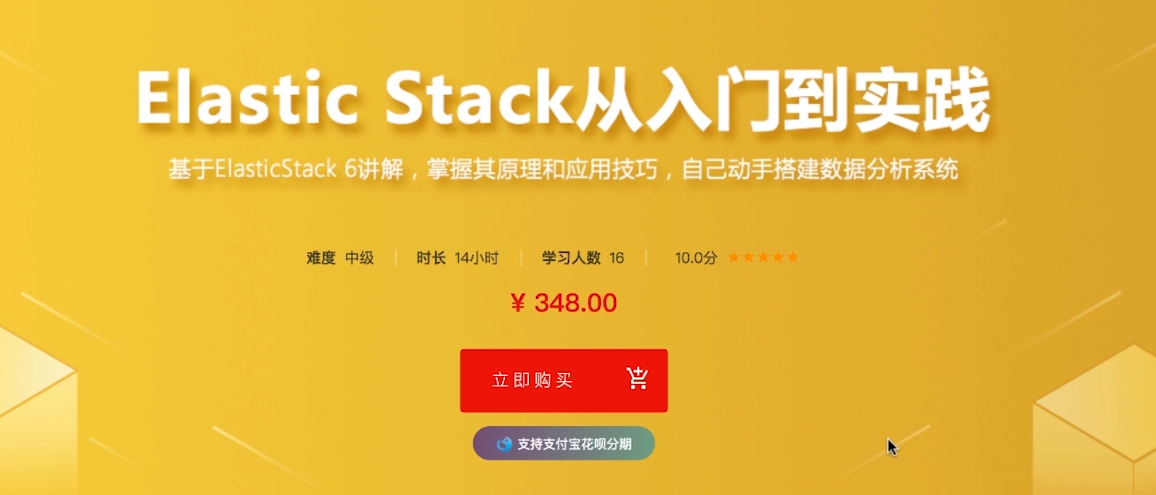 Elastic Stack从入门到实践
基于ElasticStack 6讲解，掌握其原理和应用技巧，自己动手搭建数据分析系统
难度 中级 时长 14小时 学习人数 16 10.0分
¥ 348.00
立即购买
支持支付宝花呗分期